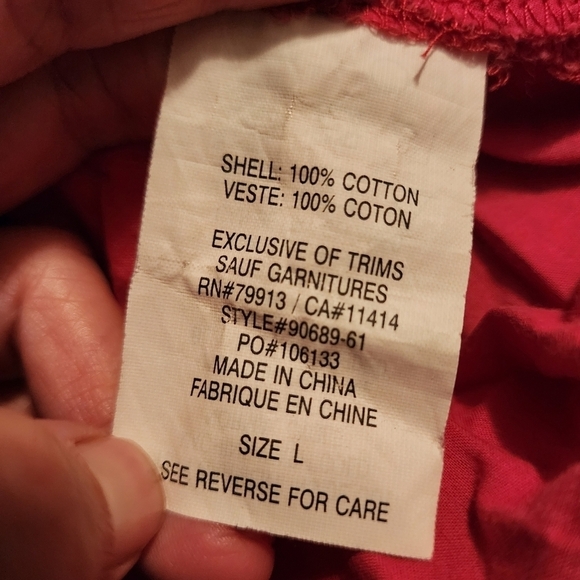 SHELL: 100% COTTON
VESTE: 100% COTON
EXCLUSIVE OF TRIMS
SAUF GARNITURES
RN#79913 / CA#11414
STYLE#90689-61
PO#106133
MADE IN CHINA
FABRIQUE EN CHINE
SIZE L
SEE REVERSE FOR CARE